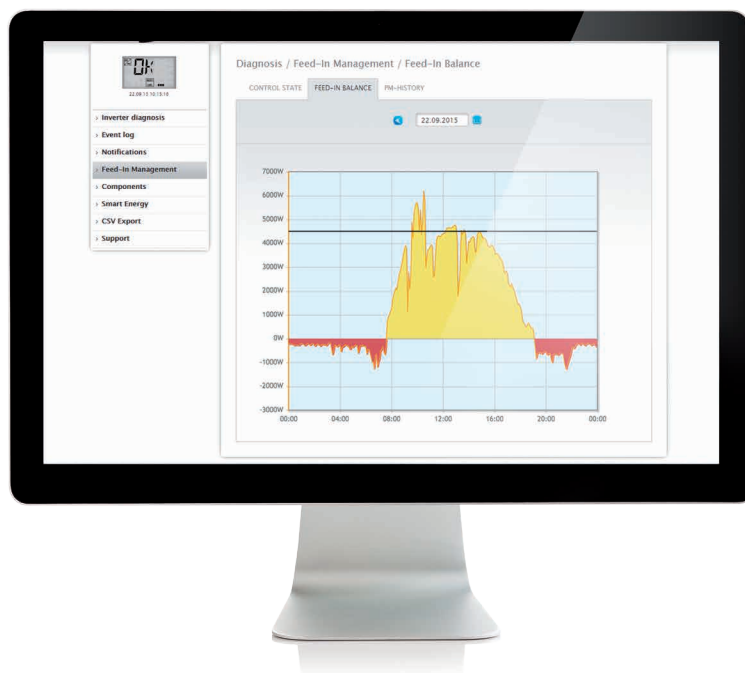 OK
22.09.15 16:15:16
› Inverter diagnosis
› Event log
› Notifications
› Feed-In Management
› Components
› Smart Energy
› CSV Export
› Support
Diagnosis / Feed-In Management / Feed-In Balance
CONTROL STATE FEED-IN BALANCE PM-HISTORY
22.09.2015
7000W
6000W
5000W
4000W
3000W
2000W
1000W
0W
-1000W
-2000W
-3000W
00:00 04:00 08:00 12:00 16:00 20:00 00:00